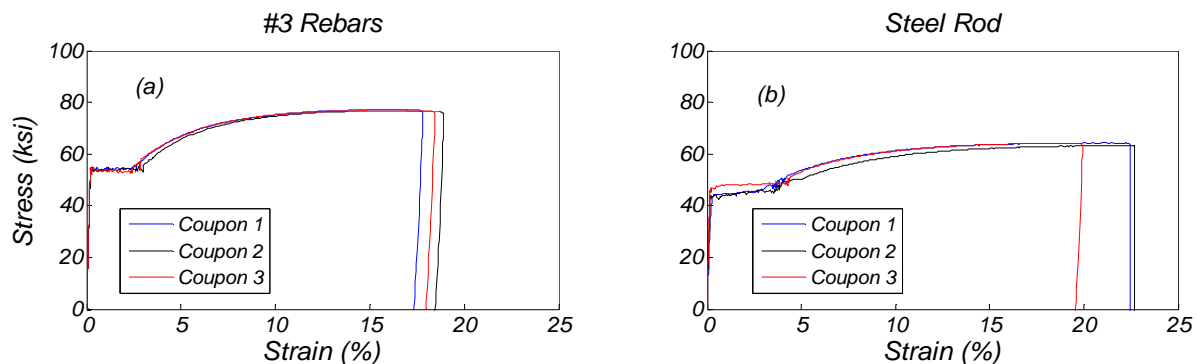 #3 Rebars
100
80
60
40
20
0
Stress (ksi)
(a)
Coupon 1
Coupon 2
Coupon 3
0 5 10 15 20 25
Strain (%)
Steel Rod
100
80
60
40
20
0
(b)
Coupon 1
Coupon 2
Coupon 3
0 5 10 15 20 25
Strain (%)